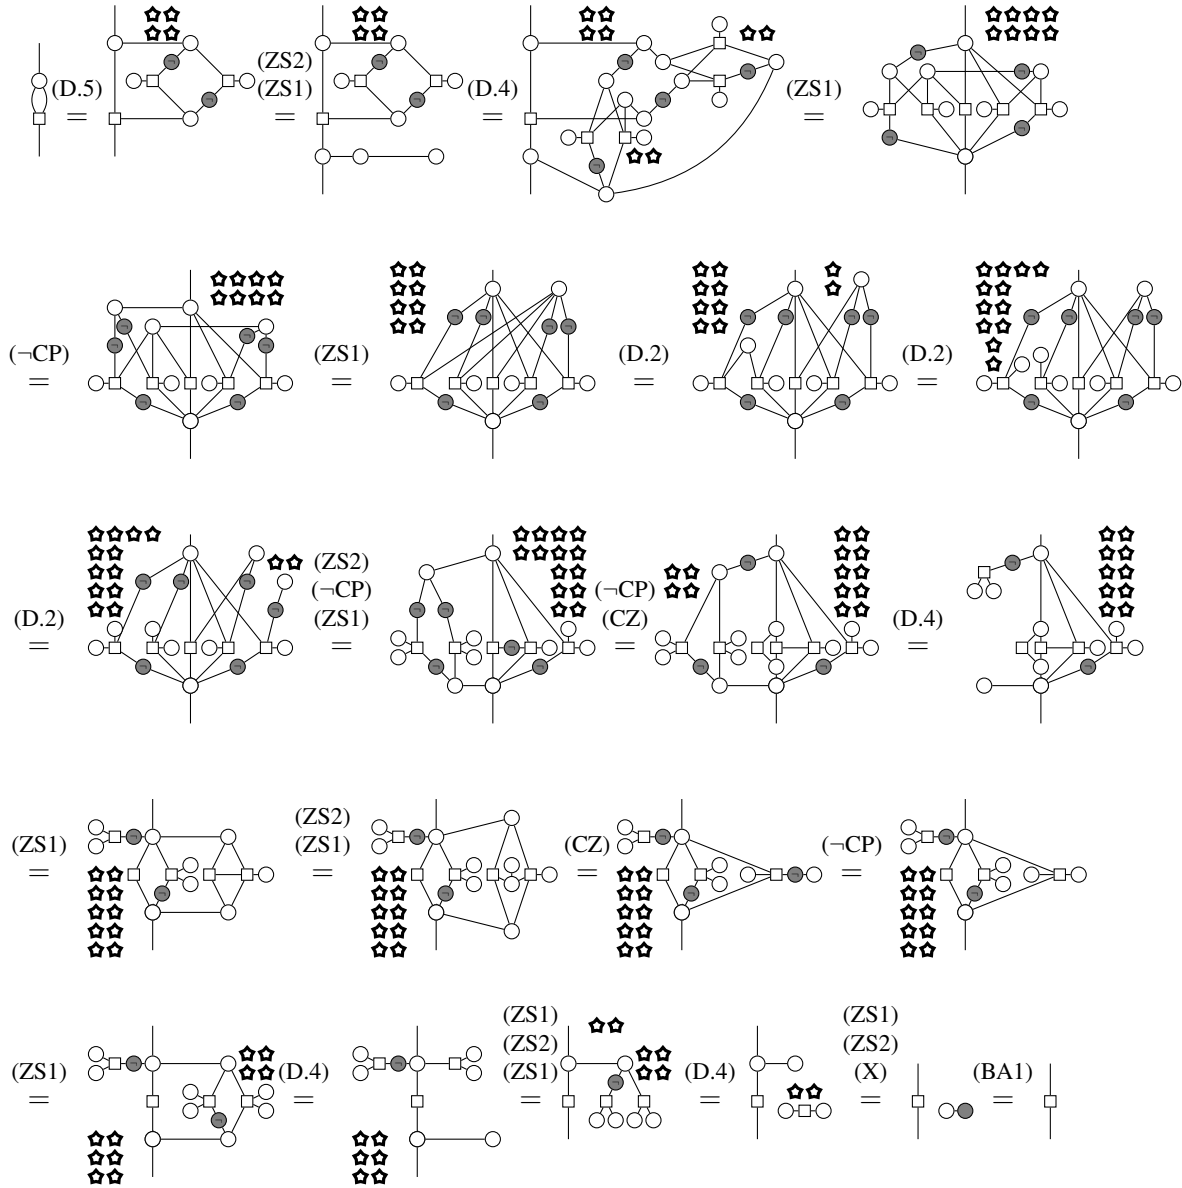 (D.5) = (ZS2) (ZS1) = (D.4) = (ZS1) =
(¬CP) = (ZS1) = (D.2) = (D.2) =
(D.2) = (ZS2) (¬CP) (ZS1) = (¬CP) (CZ) = (D.4) =
(ZS1) = (ZS2) (ZS1) = (CZ) = (¬CP) =
(ZS1) = (D.4) = (ZS1) (ZS2) (ZS1) = (D.4) = (ZS1) (ZS2) (X) = (BA1) =